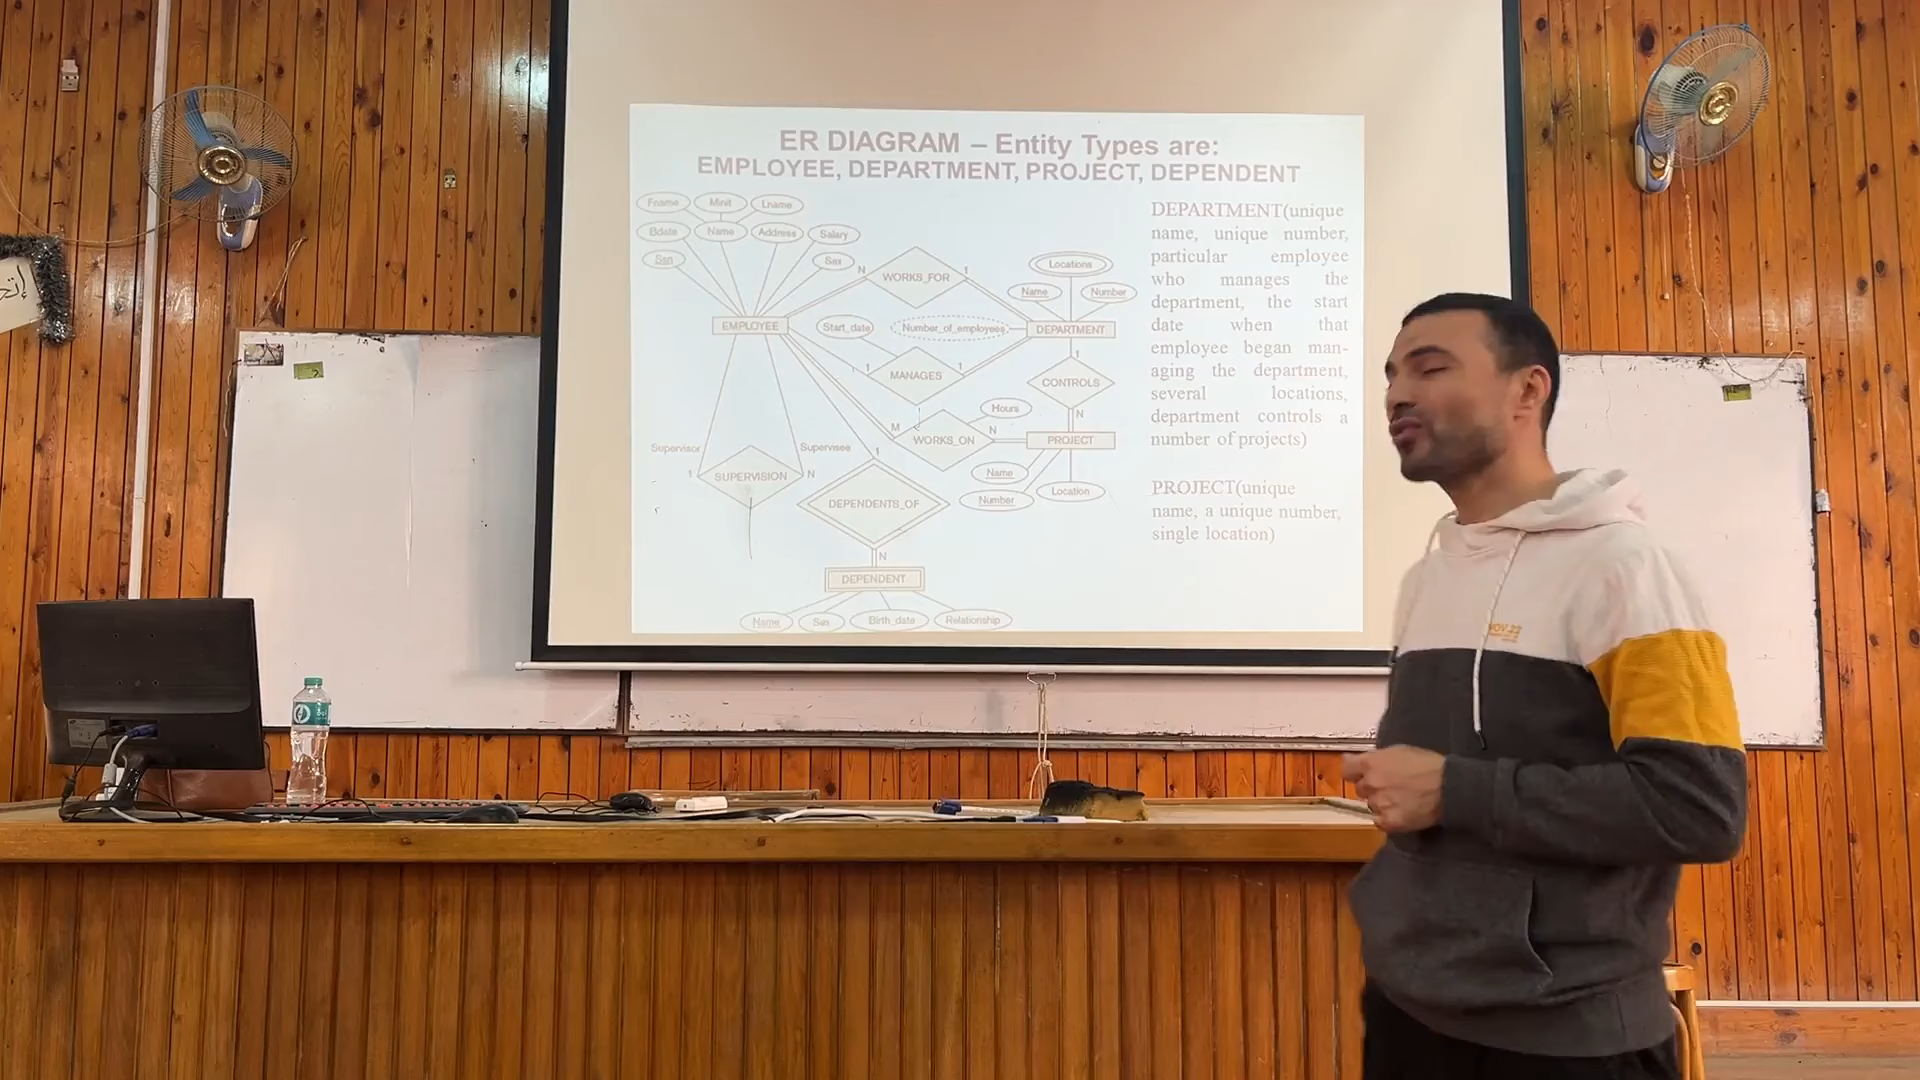 ER DIAGRAM – Entity Types are:
EMPLOYEE, DEPARTMENT, PROJECT, DEPENDENT
Fname
Minit
Lname
Bdate
Name
Address
Salary
Ssn
Sex
N
WORKS_FOR
1
Locations
Name
Number
EMPLOYEE
Start_date
Number_of_employees
DEPARTMENT
1
MANAGES
1
1
CONTROLS
Hours
N
M
WORKS_ON
N
PROJECT
Supervisor
Supervisee
1
Name
1
SUPERVISION
N
Number
Location
DEPENDENTS_OF
N
DEPENDENT
Name
Sex
Birth_date
Relationship
DEPARTMENT(unique
name, unique number,
particular employee
who manages the
department, the start
date when that
employee began man-
aging the department,
several locations,
department controls a
number of projects)
PROJECT(unique
name, a unique number,
single location)